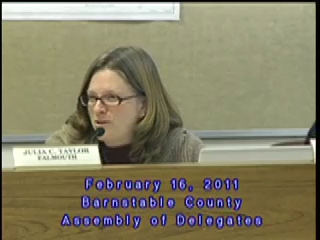 JULIA C. TAYLOR
FALMOUTH
February 16, 2011
Barnstable County
Assembly of Delegates